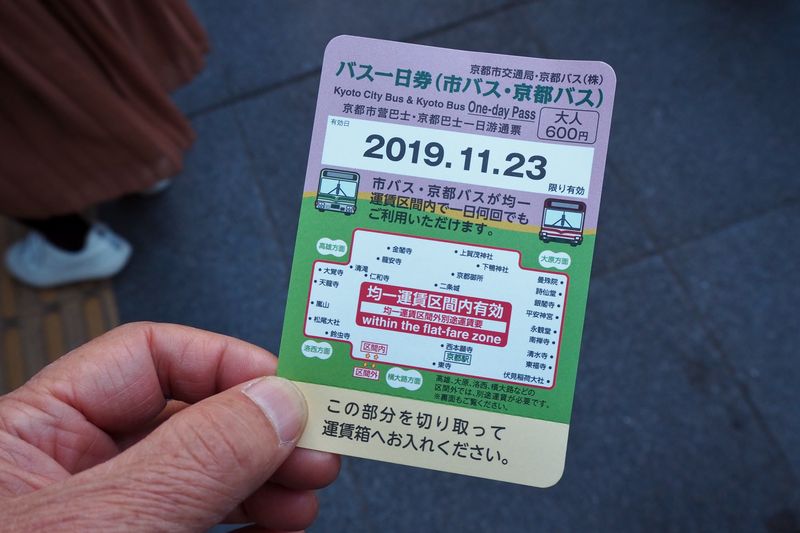 京都市交通局・京都バス(株)
バス一日券(市バス・京都バス)
Kyoto City Bus & Kyoto Bus One-day Pass
京都市営巴士・京都巴士一日游通票
大人
600円
有効日
2019.11.23
限り有効
市バス・京都バスが均一
運賃区間内で一日何回でも
ご利用いただけます。
高雄方面
大原方面
・金閣寺
・龍安寺
・上賀茂神社
・下鴨神社
・大覚寺
・清滝
・仁和寺
・京都御所
・二条城
・天龍寺
・嵐山
・松尾大社
・鈴虫寺
曼殊院・
詩仙堂・
銀閣寺・
平安神宮・
永観堂・
南禅寺・
清水寺・
東福寺・
伏見稲荷大社・
均一運賃区間内有効
均一運賃区間外別途運賃要
within the flat-fare zone
洛西方面
区間内
区間外
横大路方面
・西本願寺
京都駅
・東寺
高雄、大原、洛西、横大路などの
区間外では、別途運賃が必要です。
※裏面もご覧ください。
この部分を切り取って
運賃箱へお入れください。